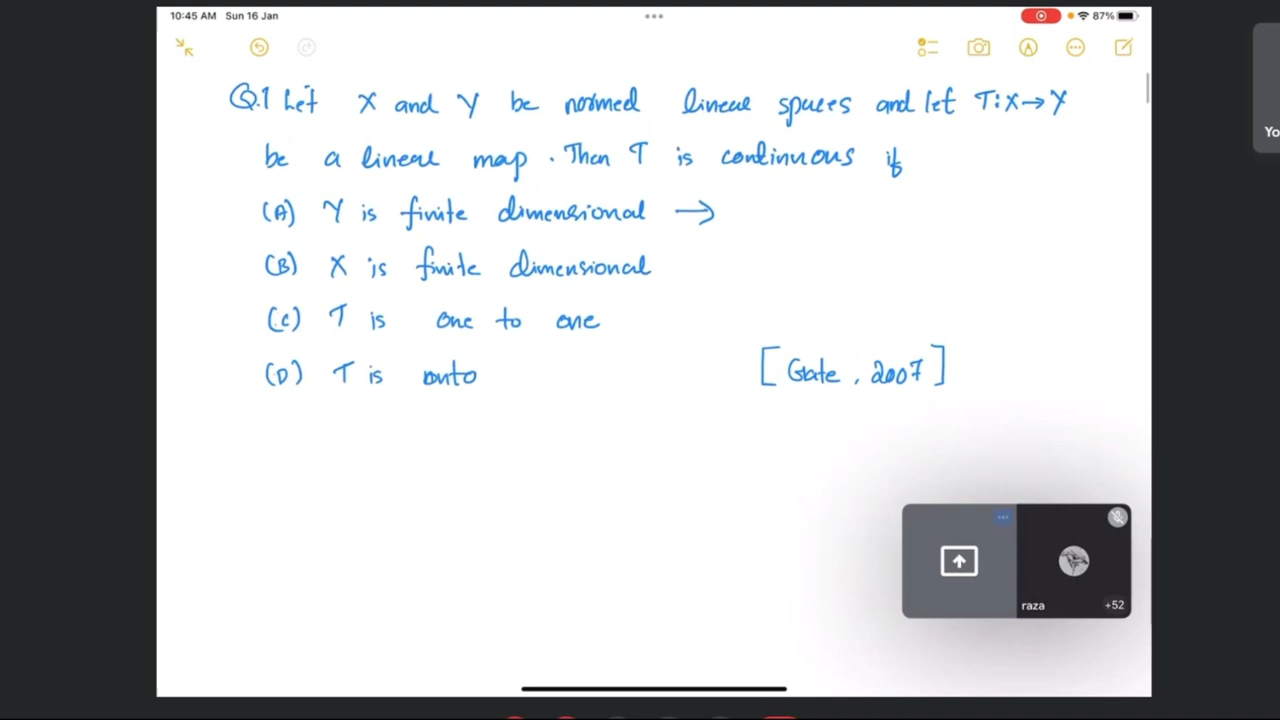 10:45 AM Sun 16 Jan
87%
Q.1 Let X and Y be normed linear spaces and let T:X→Y
be a linear map. Then T is continuous if
(A) Y is finite dimensional →
(B) X is finite dimensional
(C) T is one to one
(D) T is onto
[Gate, 2007]
Yo
raza
+52